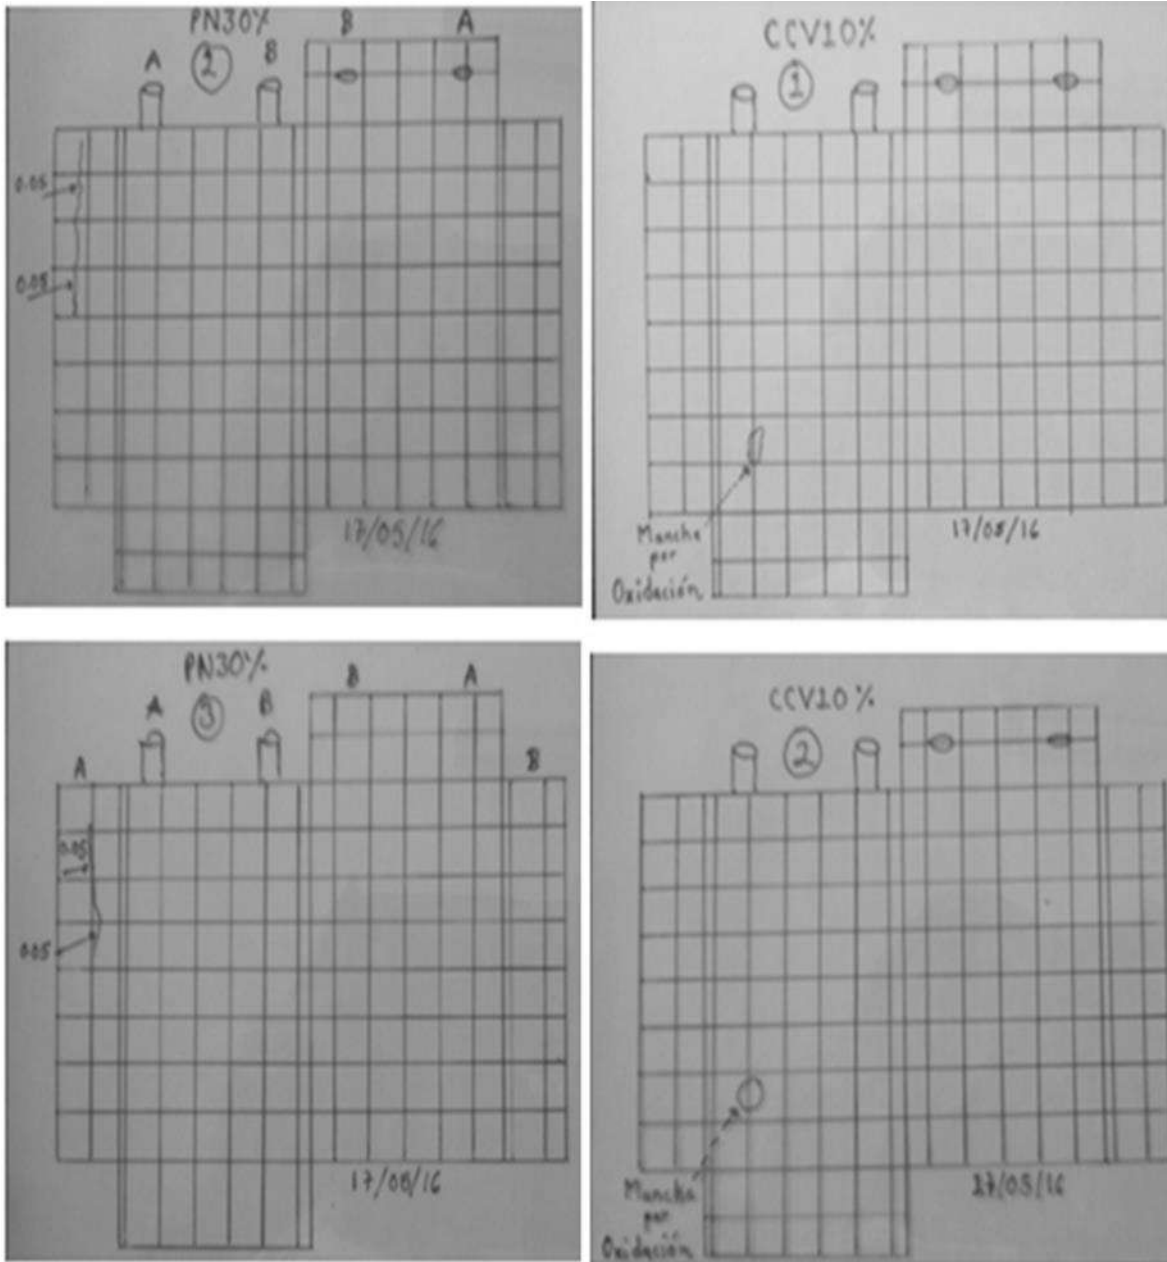 PN30%
B A
A 2 B
0.05
0.05
17/05/16
CCV10%
1
Mancha
por
Oxidación
17/05/16
PN30%
B A
A 3 B
A B
0.05
0.05
17/05/16
CCV10%
2
Mancha
por
Oxidación
27/05/16